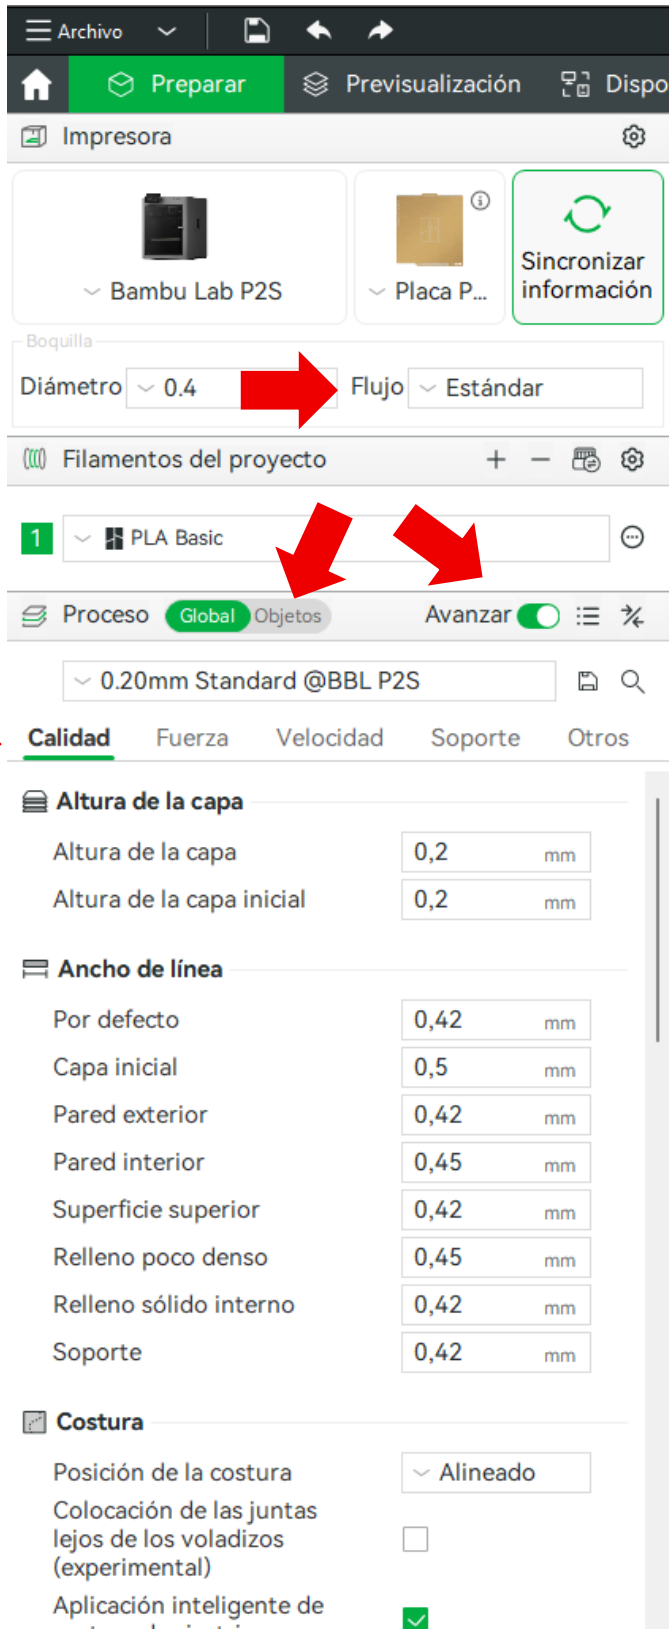 Archivo
Preparar Previsualización Dispo
Impresora
Bambu Lab P2S Placa P... Sincronizar
información
Boquilla
Diámetro 0.4 Flujo Estándar
Filamentos del proyecto
1 PLA Basic
Proceso Global Objetos Avanzar
0.20mm Standard @BBL P2S
Calidad Fuerza Velocidad Soporte Otros
Altura de la capa
Altura de la capa 0,2 mm
Altura de la capa inicial 0,2 mm
Ancho de línea
Por defecto 0,42 mm
Capa inicial 0,5 mm
Pared exterior 0,42 mm
Pared interior 0,45 mm
Superficie superior 0,42 mm
Relleno poco denso 0,45 mm
Relleno sólido interno 0,42 mm
Soporte 0,42 mm
Costura
Posición de la costura Alineado
Colocación de las juntas
lejos de los voladizos
(experimental)
Aplicación inteligente de